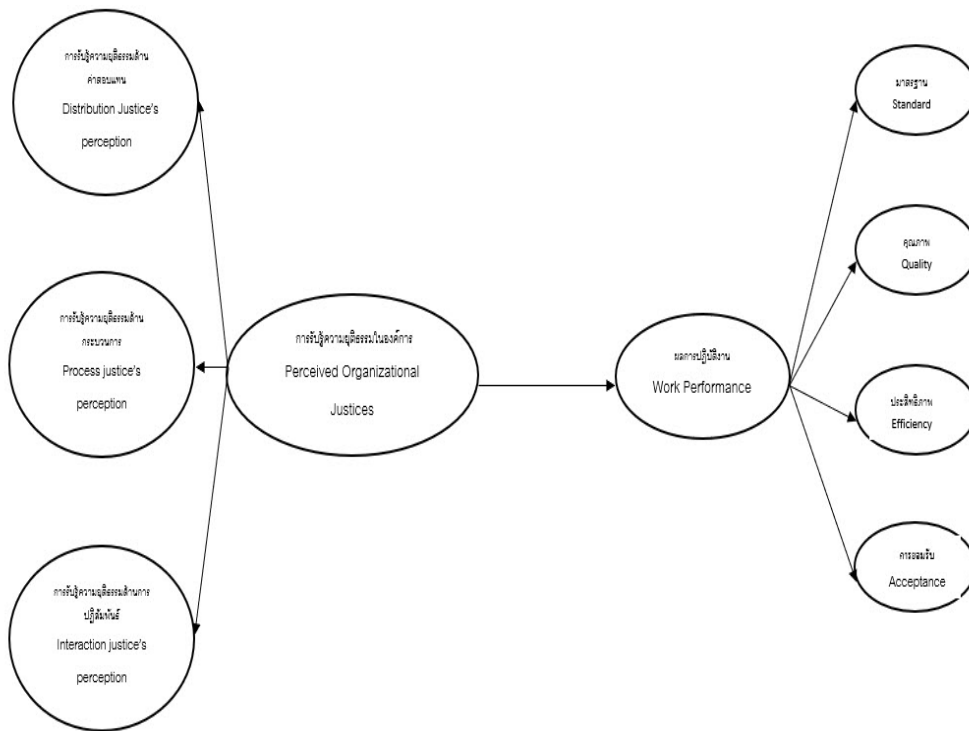 การรับรู้ความยุติธรรมด้าน
ค่าตอบแทน
Distribution Justice's
perception
การรับรู้ความยุติธรรมด้าน
กระบวนการ
Process justice's
perception
การรับรู้ความยุติธรรมด้านการ
ปฏิสัมพันธ์
Interaction justice's
perception
การรับรู้ความยุติธรรมในองค์การ
Perceived Organizational
Justices
ผลการปฏิบัติงาน
Work Performance
มาตรฐาน
Standard
คุณภาพ
Quality
ประสิทธิภาพ
Efficiency
การยอมรับ
Acceptance